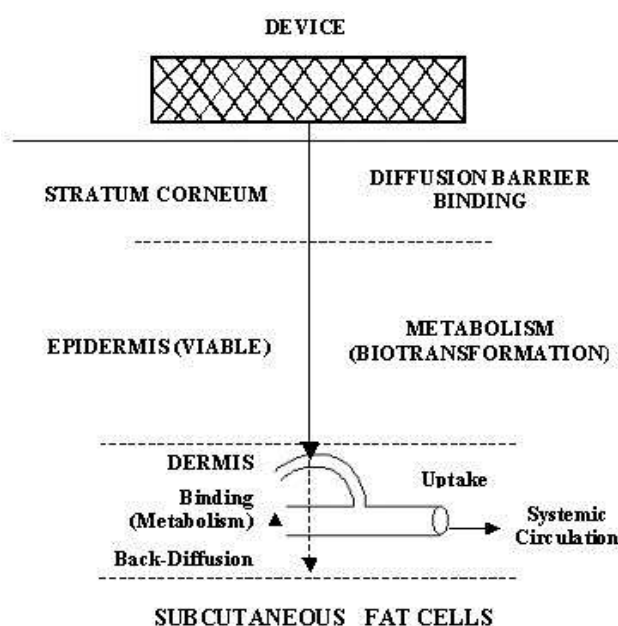 DEVICE
STRATUM CORNEUM
DIFFUSION BARRIER
BINDING
EPIDERMIS (VIABLE)
METABOLISM
(BIOTRANSFORMATION)
DERMIS
Binding
(Metabolism)
Back-Diffusion
Uptake
Systemic
Circulation
SUBCUTANEOUS FAT CELLS